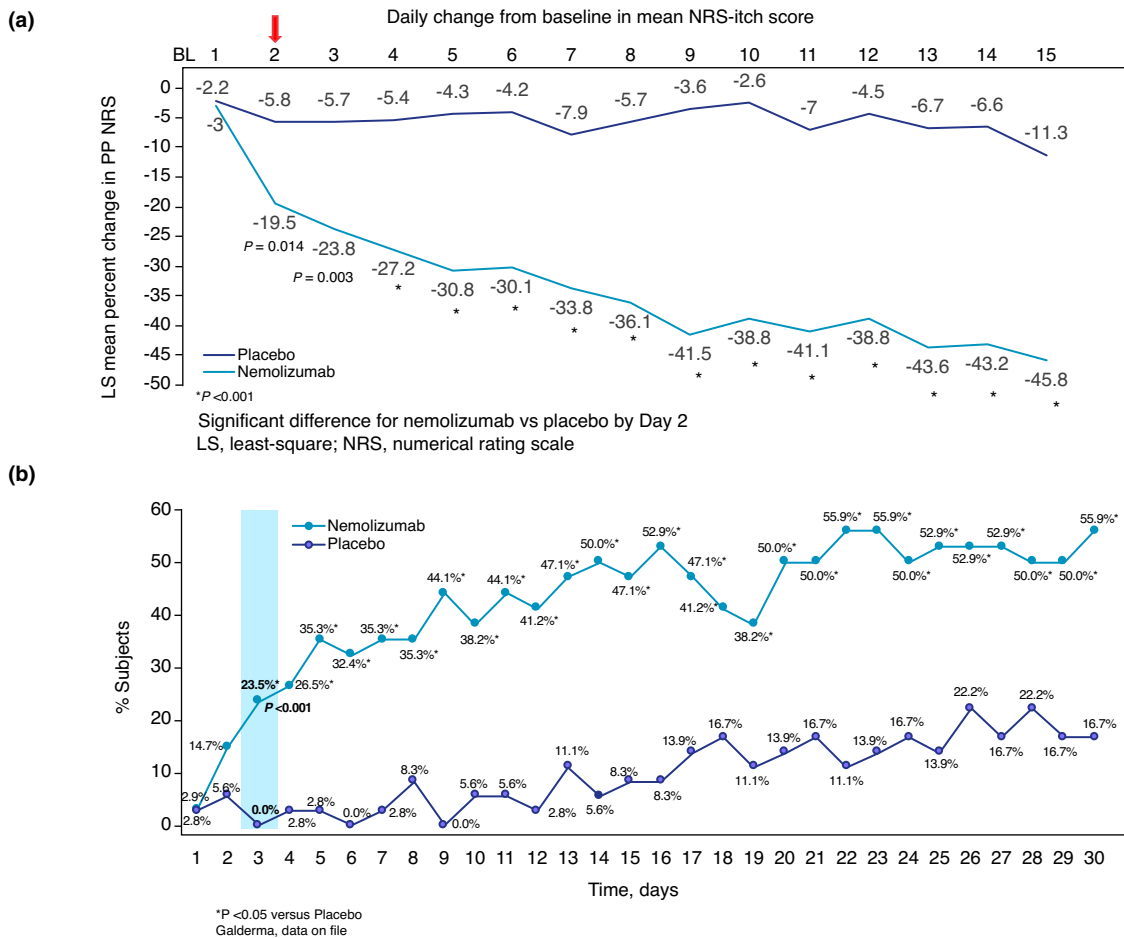 (a)
Daily change from baseline in mean NRS-itch score
BL 1 2 3 4 5 6 7 8 9 10 11 12 13 14 15
LS mean percent change in PP NRS
0
-5
-10
-15
-20
-25
-30
-35
-40
-45
-50
-2.2 -5.8 -5.7 -5.4 -4.3 -4.2 -7.9 -5.7 -3.6 -2.6 -7 -4.5 -6.7 -6.6 -11.3
-3 -19.5 -23.8 -27.2 -30.8 -30.1 -33.8 -36.1 -41.5 -38.8 -41.1 -38.8 -43.6 -43.2 -45.8
P = 0.014
P = 0.003
* * * * * * * * * * * *
Placebo
Nemolizumab
*P <0.001
Significant difference for nemolizumab vs placebo by Day 2
LS, least-square; NRS, numerical rating scale
(b)
% Subjects
60
50
40
30
20
10
0
Nemolizumab
Placebo
2.9% 14.7% 23.5%* 26.5%* 35.3%* 32.4%* 35.3%* 35.3%* 44.1%* 38.2%* 44.1%* 41.2%* 47.1%* 50.0%* 47.1%* 52.9%* 47.1%* 41.2%* 38.2%* 50.0%* 50.0%* 55.9%* 55.9%* 50.0%* 52.9%* 52.9%* 52.9%* 50.0%* 50.0%* 55.9%*
P <0.001
2.8% 5.6% 0.0% 2.8% 2.8% 0.0% 2.8% 8.3% 0.0% 5.6% 5.6% 2.8% 11.1% 5.6% 8.3% 8.3% 13.9% 16.7% 11.1% 13.9% 16.7% 11.1% 13.9% 16.7% 13.9% 22.2% 16.7% 22.2% 16.7% 16.7%
1 2 3 4 5 6 7 8 9 10 11 12 13 14 15 16 17 18 19 20 21 22 23 24 25 26 27 28 29 30
Time, days
*P <0.05 versus Placebo
Galderma, data on file